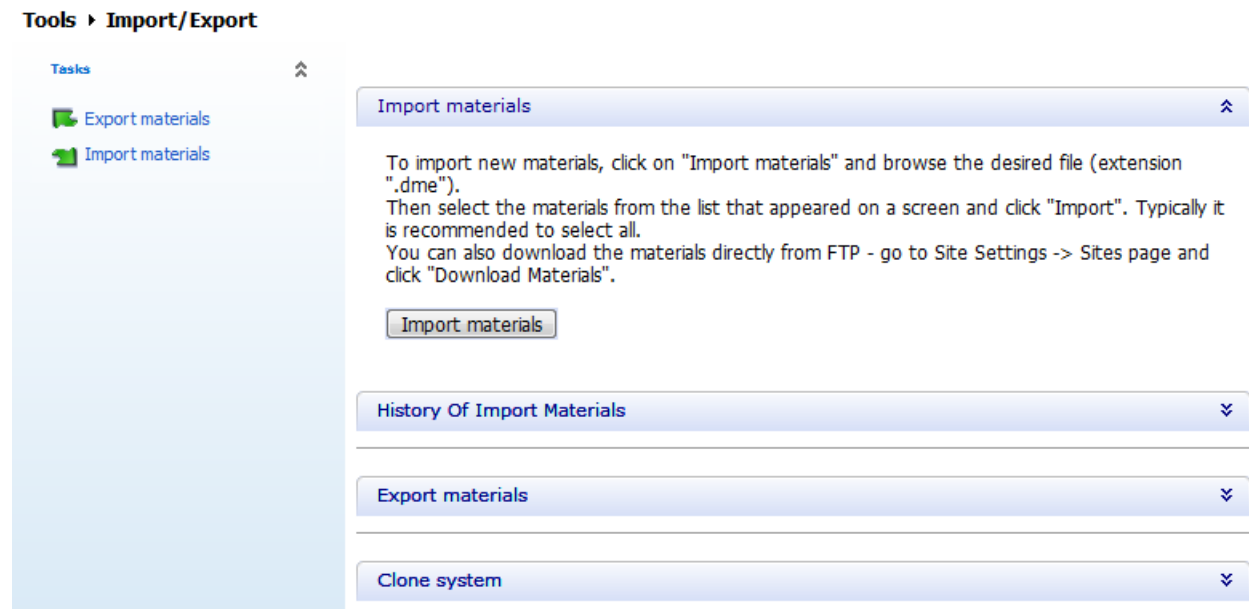 Tools ▸ Import/Export
Tasks
Export materials
Import materials
Import materials
To import new materials, click on "Import materials" and browse the desired file (extension
".dme").
Then select the materials from the list that appeared on a screen and click "Import". Typically it
is recommended to select all.
You can also download the materials directly from FTP - go to Site Settings -> Sites page and
click "Download Materials".
Import materials
History Of Import Materials
Export materials
Clone system